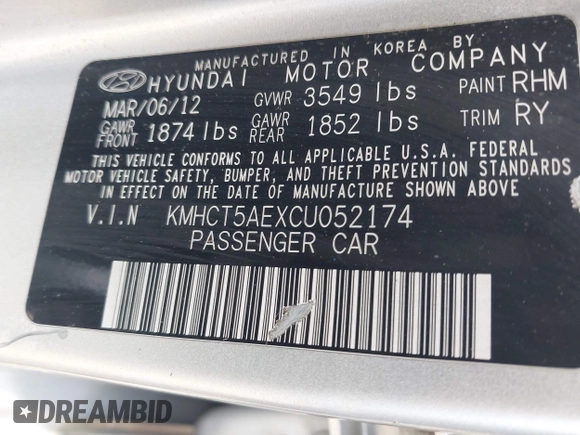 MANUFACTURED IN KOREA BY
HYUNDAI MOTOR COMPANY
MAR/06/12 GVWR 3549 lbs PAINT RHM
GAWR FRONT 1874 lbs GAWR REAR 1852 lbs TRIM RY
THIS VEHICLE CONFORMS TO ALL APPLICABLE U.S.A. FEDERAL
MOTOR VEHICLE SAFETY, BUMPER, AND THEFT PREVENTION STANDARDS
IN EFFECT ON THE DATE OF MANUFACTURE SHOWN ABOVE
V.I.N KMHCT5AEXCU052174
PASSENGER CAR
DREAMBID